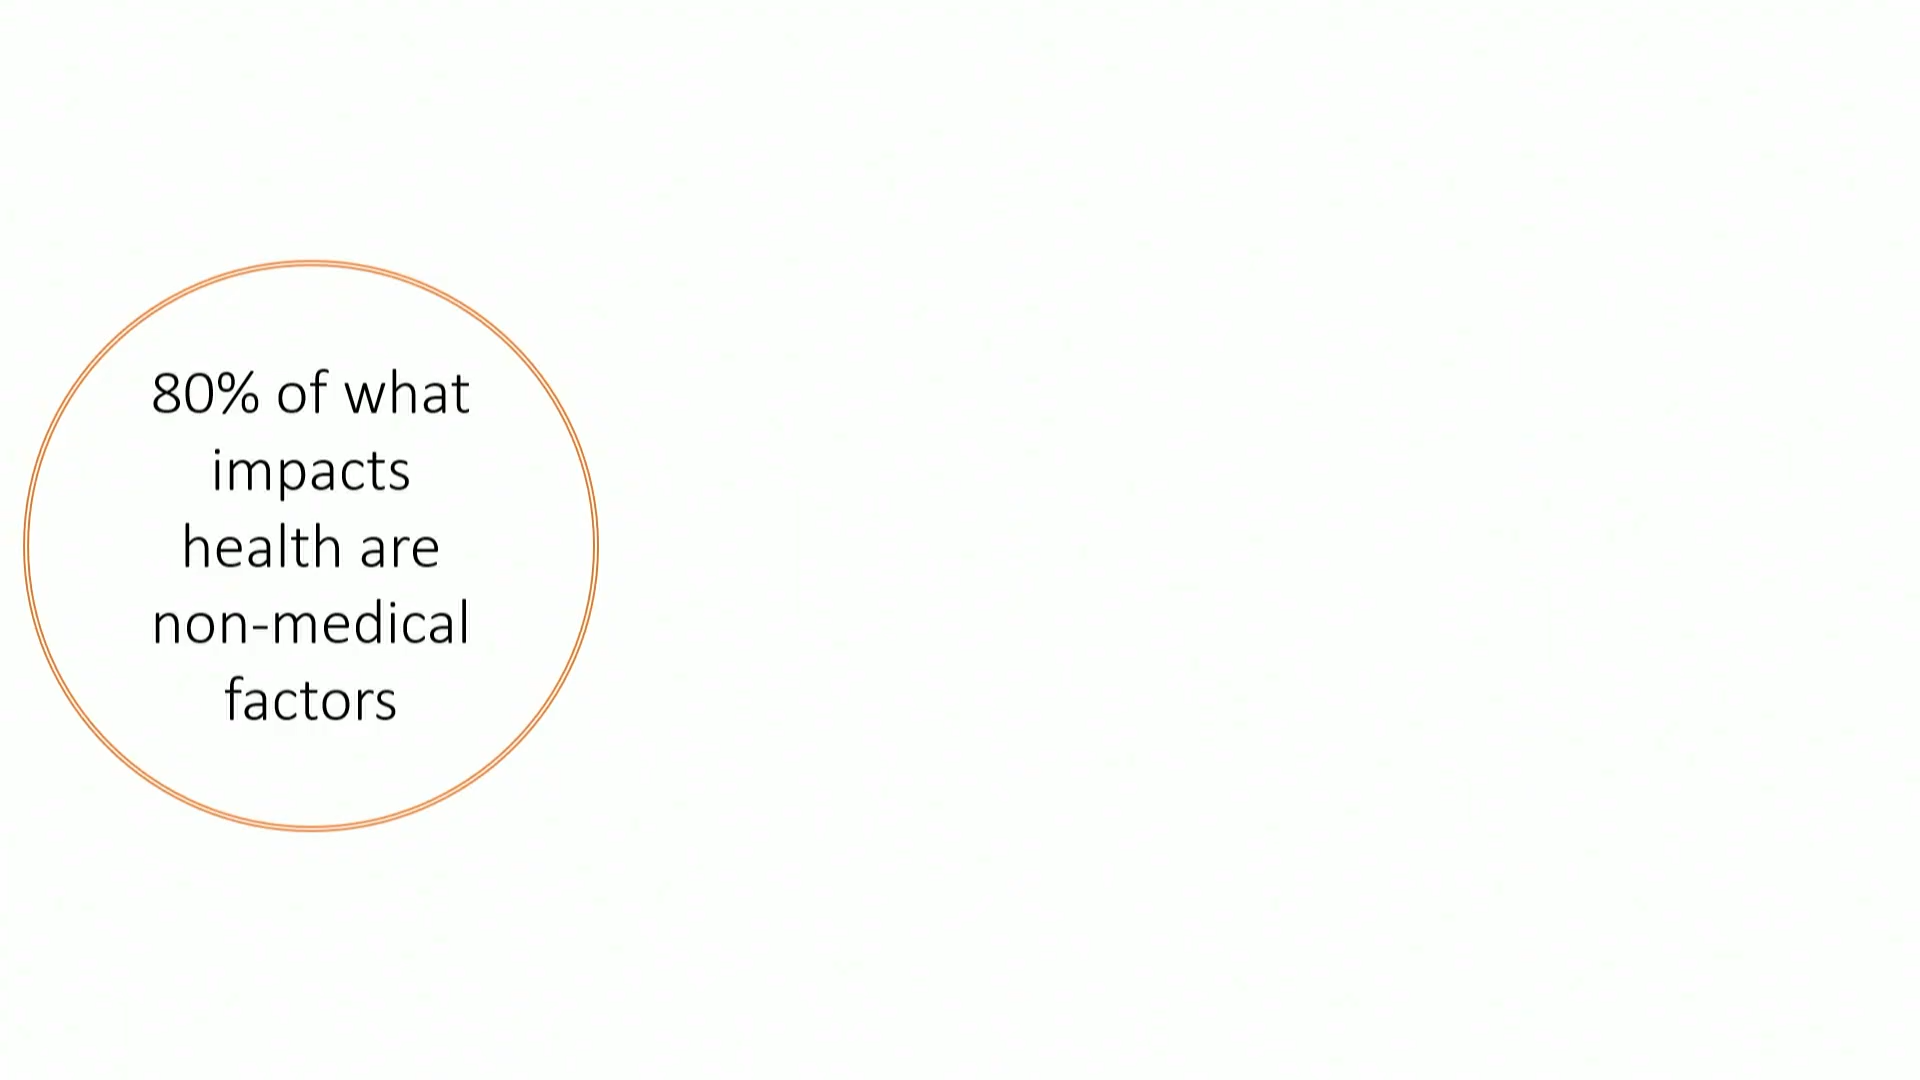 80% of what
impacts
health are
non-medical
factors